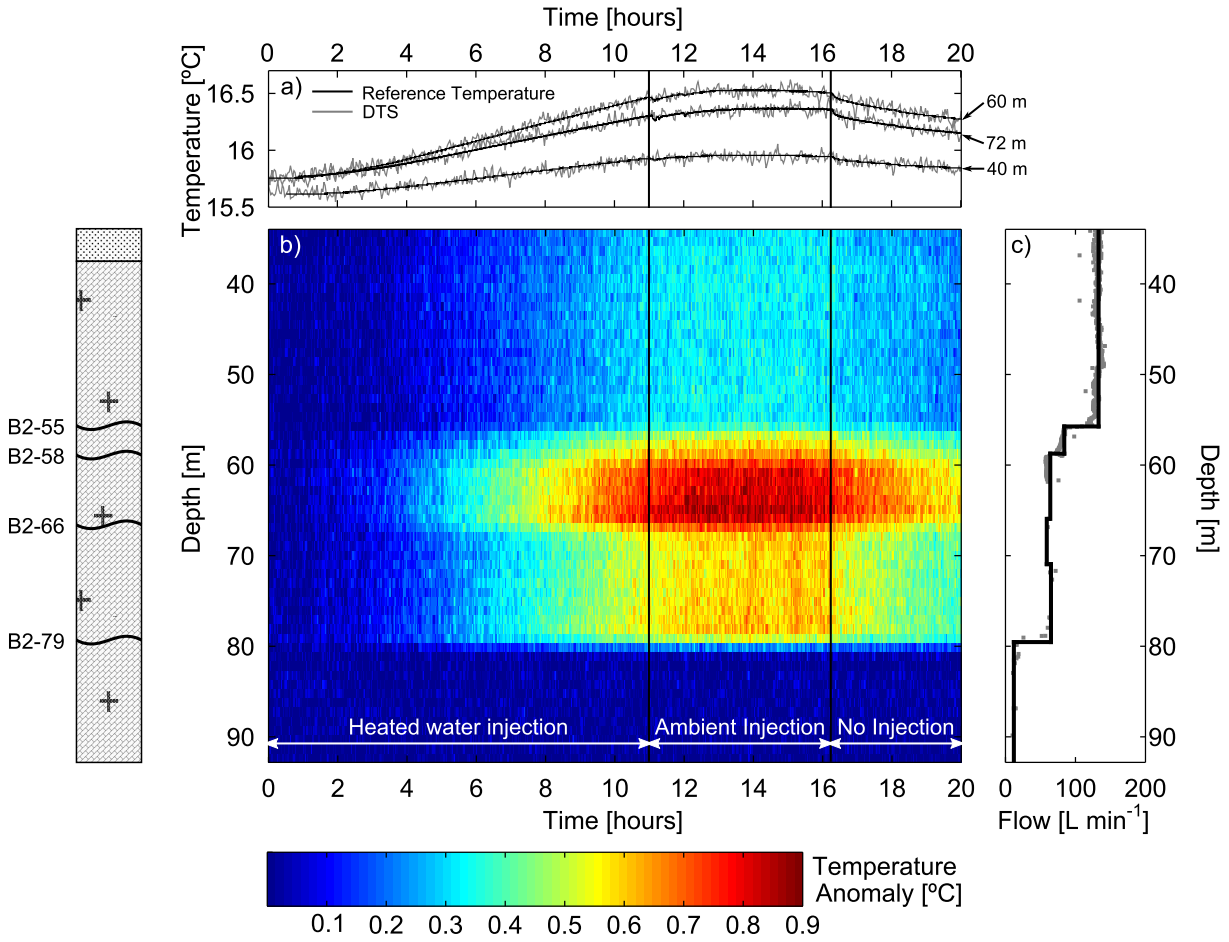 Time [hours]
0 2 4 6 8 10 11 12 14 16 16 18 20
Temperature [ºC]
16.5
16
15.5
a)
Reference Temperature
DTS
60 m
72 m
40 m
b)
c)
40
50
60
70
80
90
Depth [m]
B2-55
B2-58
B2-66
B2-79
Heated water injection
Ambient Injection
No Injection
0 2 4 6 8 10 12 14 16 18 20
Time [hours]
40
50
60
70
80
90
Depth [m]
0 100 200
Flow [L min⁻¹]
Temperature
Anomaly [ºC]
0.1 0.2 0.3 0.4 0.5 0.6 0.7 0.8 0.9